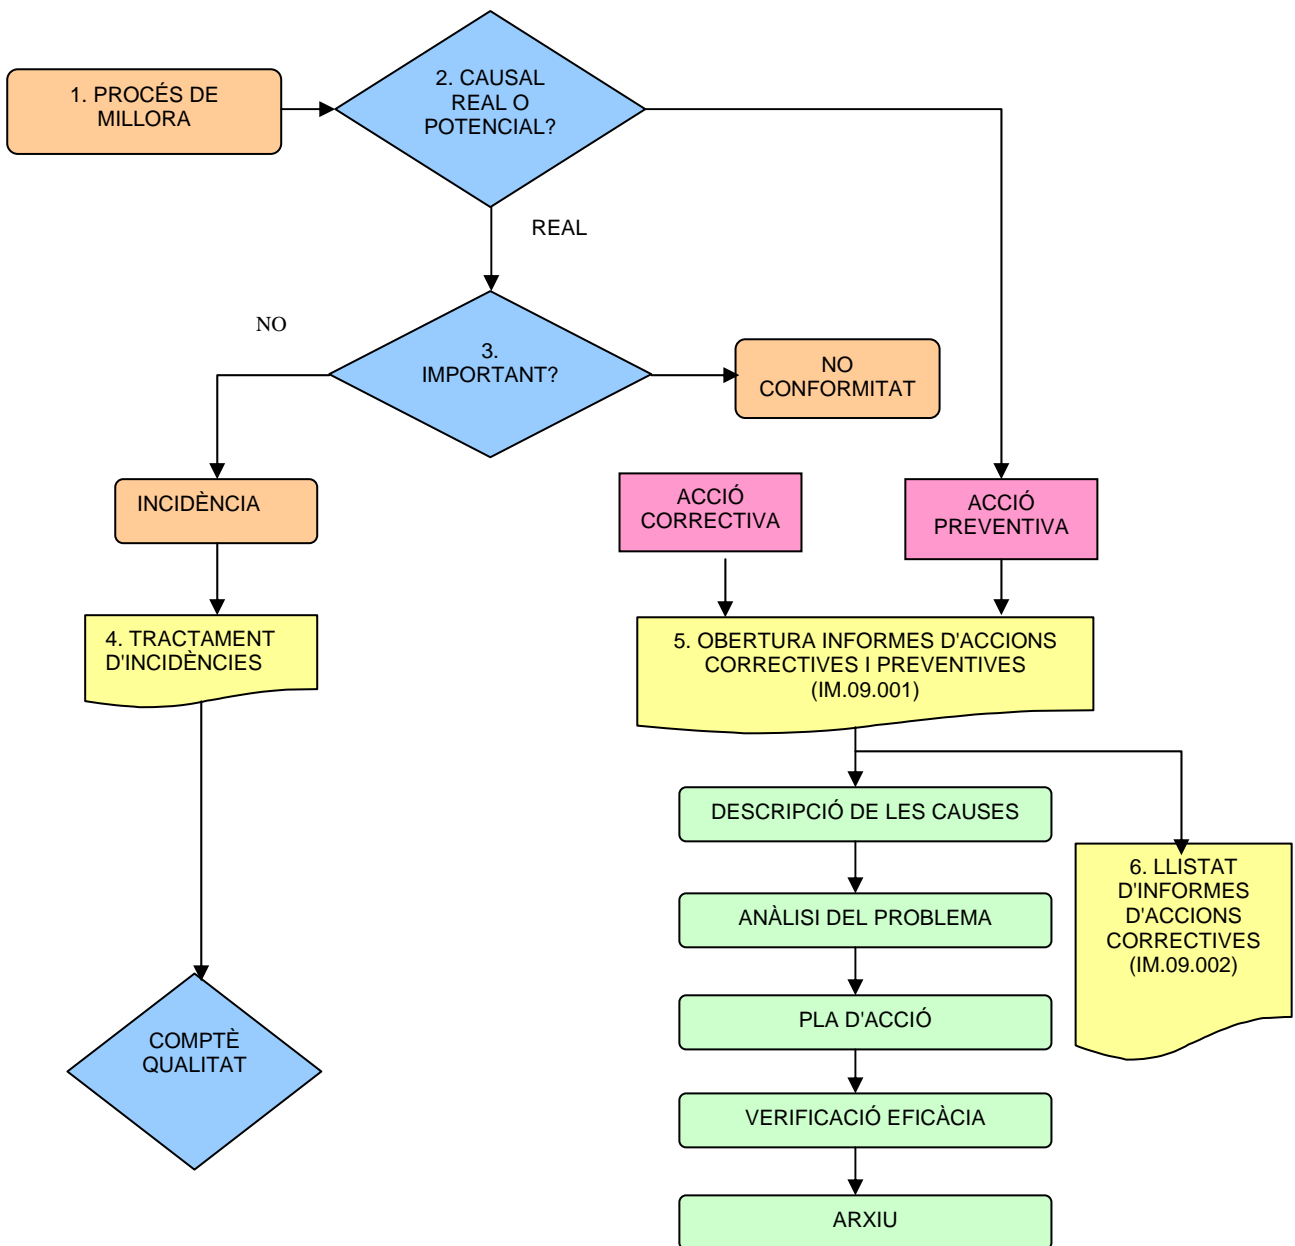 1. PROCÉS DE
MILLORA
2. CAUSAL
REAL O
POTENCIAL?
REAL
NO
3.
IMPORTANT?
NO
CONFORMITAT
INCIDÈNCIA
ACCIÓ
CORRECTIVA
ACCIÓ
PREVENTIVA
4. TRACTAMENT
D'INCIDÈNCIES
5. OBERTURA INFORMES D'ACCIONS
CORRECTIVES I PREVENTIVES
(IM.09.001)
DESCRIPCIÓ DE LES CAUSES
6. LLISTAT
D'INFORMES
D'ACCIONS
CORRECTIVES
(IM.09.002)
ANÀLISI DEL PROBLEMA
PLA D'ACCIÓ
COMPTÈ
QUALITAT
VERIFICACIÓ EFICÀCIA
ARXIU